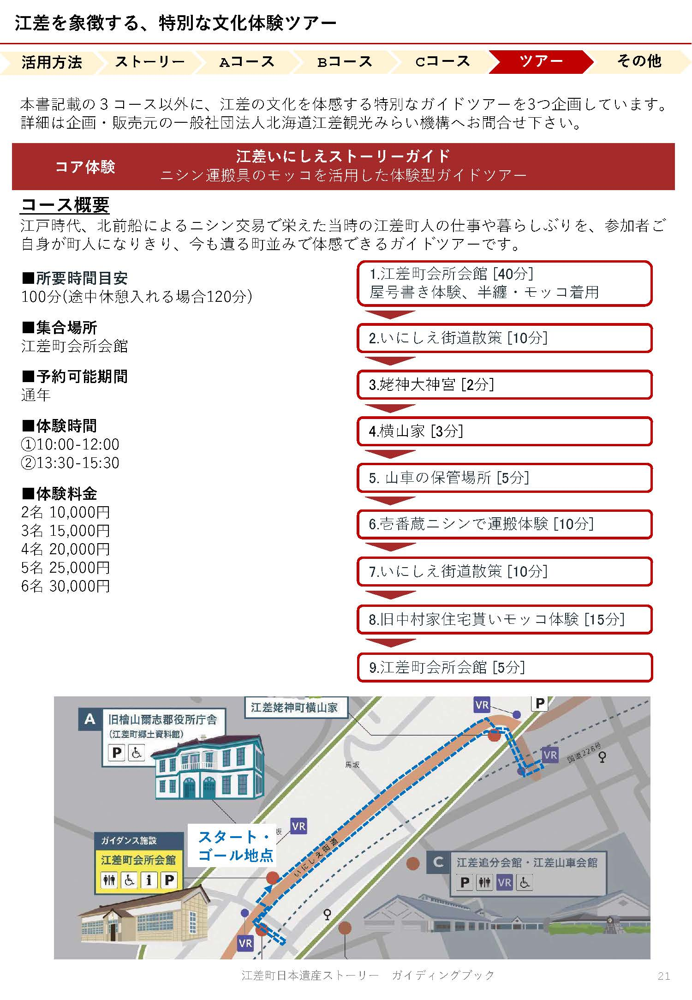 江差を象徴する、特別な文化体験ツアー
活用方法
ストーリー
Aコース
Bコース
Cコース
ツアー
その他
本書記載の3コース以外に、江差の文化を体感する特別なガイドツアーを3つ企画しています。
詳細は企画・販売元の一般社団法人北海道江差観光みらい機構へお問合せ下さい。
コア体験
江差いにしえストーリーガイド
ニシン運搬具のモッコを活用した体験型ガイドツアー
コース概要
江戸時代、北前船によるニシン交易で栄えた当時の江差町人の仕事や暮らしぶりを、参加者ご
自身が町人になりきり、今も遺る町並みで体感できるガイドツアーです。
■所要時間目安
100分(途中休憩入れる場合120分)
■集合場所
江差町会所会館
■予約可能期間
通年
■体験時間
①10:00-12:00
②13:30-15:30
■体験料金
2名 10,000円
3名 15,000円
4名 20,000円
5名 25,000円
6名 30,000円
1.江差町会所会館 [40分]
屋号書き体験、半纏・モッコ着用
2.いにしえ街道散策 [10分]
3.姥神大神宮 [2分]
4.横山家 [3分]
5. 山車の保管場所 [5分]
6.壱番蔵ニシンで運搬体験 [10分]
7.いにしえ街道散策 [10分]
8.旧中村家住宅貰いモッコ体験 [15分]
9.江差町会所会館 [5分]
江差姥神町横山家
VR
P
A
旧檜山爾志郡役所庁舎
(江差町郷土資料館)
P
馬坂
VR
国道228号
VR
坂
スタート・
ゴール地点
いにしえ街道
ガイダンス施設
江差町会所会館
i P
C
江差追分会館・江差山車会館
P VR
VR
江差町日本遺産ストーリー ガイディングブック
21